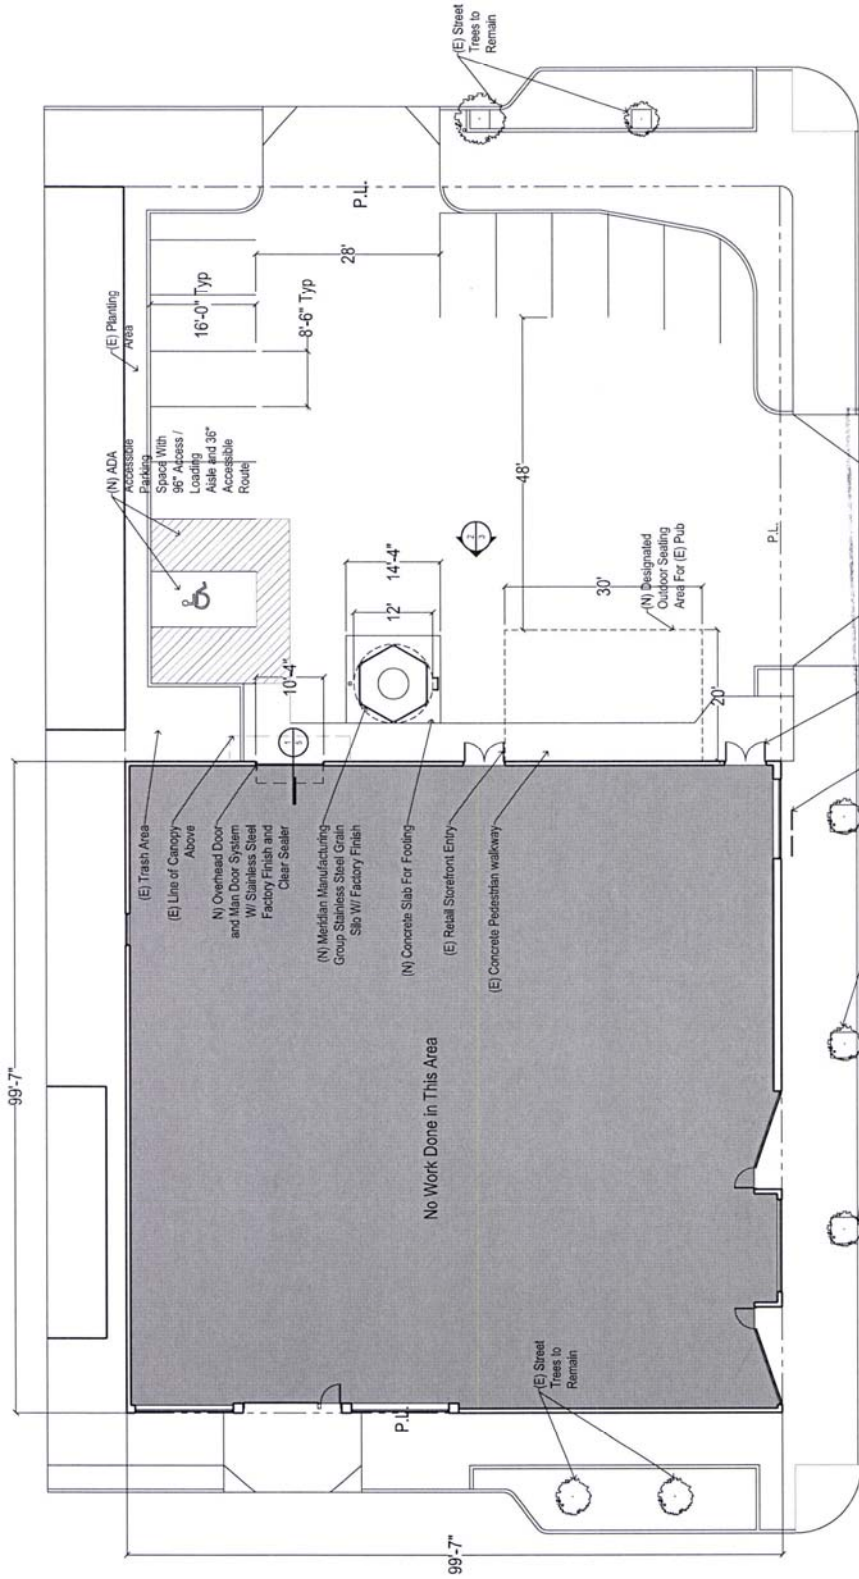 99'-7"
99'-7"
(E) Trash Area
(E) Line of Canopy
Above
N) Overhead Door
and Man Door System
W/ Stainless Steel
Factory Finish and
Clear Sealer
(N) Meridian Manufacturing
Group Stainless Steel Grain
Silo W/ Factory Finish
(N) Concrete Slab For Footing
(E) Retail Storefront Entry
(E) Concrete Pedestrian walkway
No Work Done in This Area
P.L.
(E) Street
Trees to
Remain
(N) ADA
Accessible
Parking
Space With
96" Access /
Loading
Aisle and 36"
Accessible
Route
(E) Planting
Area
16'-0" Typ
8'-6" Typ
28'
P.L.
10'-4"
14'-4"
12'
48'
30'
20'
(N) Designated
Outdoor Seating
Area For (E) Pub
P.L.
(E) Street
Trees to
Remain